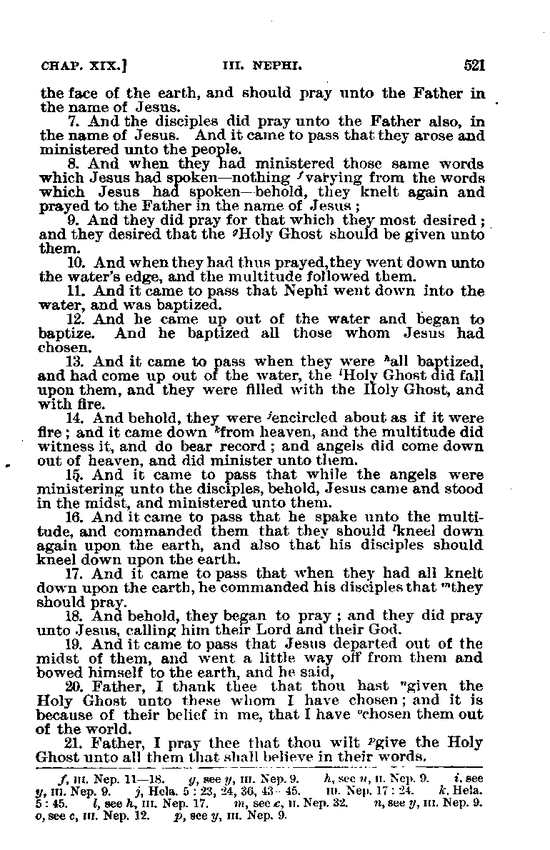 CHAP. XIX.] III. NEPHI. 521
the face of the earth, and should pray unto the Father in
the name of Jesus.
7. And the disciples did pray unto the Father also, in
the name of Jesus. And it came to pass that they arose and
ministered unto the people.
8. And when they had ministered those same words
which Jesus had spoken—nothing f varying from the words
which Jesus had spoken—behold, they knelt again and
prayed to the Father in the name of Jesus;
9. And they did pray for that which they most desired;
and they desired that the g Holy Ghost should be given unto
them.
10. And when they had thus prayed, they went down unto
the water's edge, and the multitude followed them.
11. And it came to pass that Nephi went down into the
water, and was baptized.
12. And he came up out of the water and began to
baptize. And he baptized all those whom Jesus had
chosen.
13. And it came to pass when they were h all baptized,
and had come up out of the water, the i Holy Ghost did fall
upon them, and they were filled with the Holy Ghost, and
with fire.
14. And behold, they were j encircled about as if it were
fire; and it came down k from heaven, and the multitude did
witness it, and do bear record; and angels did come down
out of heaven, and did minister unto them.
15. And it came to pass that while the angels were
ministering unto the disciples, behold, Jesus came and stood
in the midst, and ministered unto them.
16. And it came to pass that he spake unto the multi-
tude, and commanded them that they should l kneel down
again upon the earth, and also that his disciples should
kneel down upon the earth.
17. And it came to pass that when they had all knelt
down upon the earth, he commanded his disciples that m they
should pray.
18. And behold, they began to pray; and they did pray
unto Jesus, calling him their Lord and their God.
19. And it came to pass that Jesus departed out of the
midst of them, and went a little way off from them and
bowed himself to the earth, and he said,
20. Father, I thank thee that thou hast n given the
Holy Ghost unto these whom I have chosen; and it is
because of their belief in me, that I have o chosen them out
of the world.
21. Father, I pray thee that thou wilt p give the Holy
Ghost unto all them that shall believe in their words.
f, III. Nep. 11—18. g, see y, III. Nep. 9. h, see u, II. Nep. 9. i, see
y, III. Nep. 9. j, Hela. 5:23, 24, 36, 43-45. III. Nep. 17:24. k, Hela.
5:45. l, see h, III. Nep. 17. m, see c, II. Nep. 32. n, see y, III. Nep. 9.
o, see c, III. Nep. 12. p, see y, III. Nep. 9.